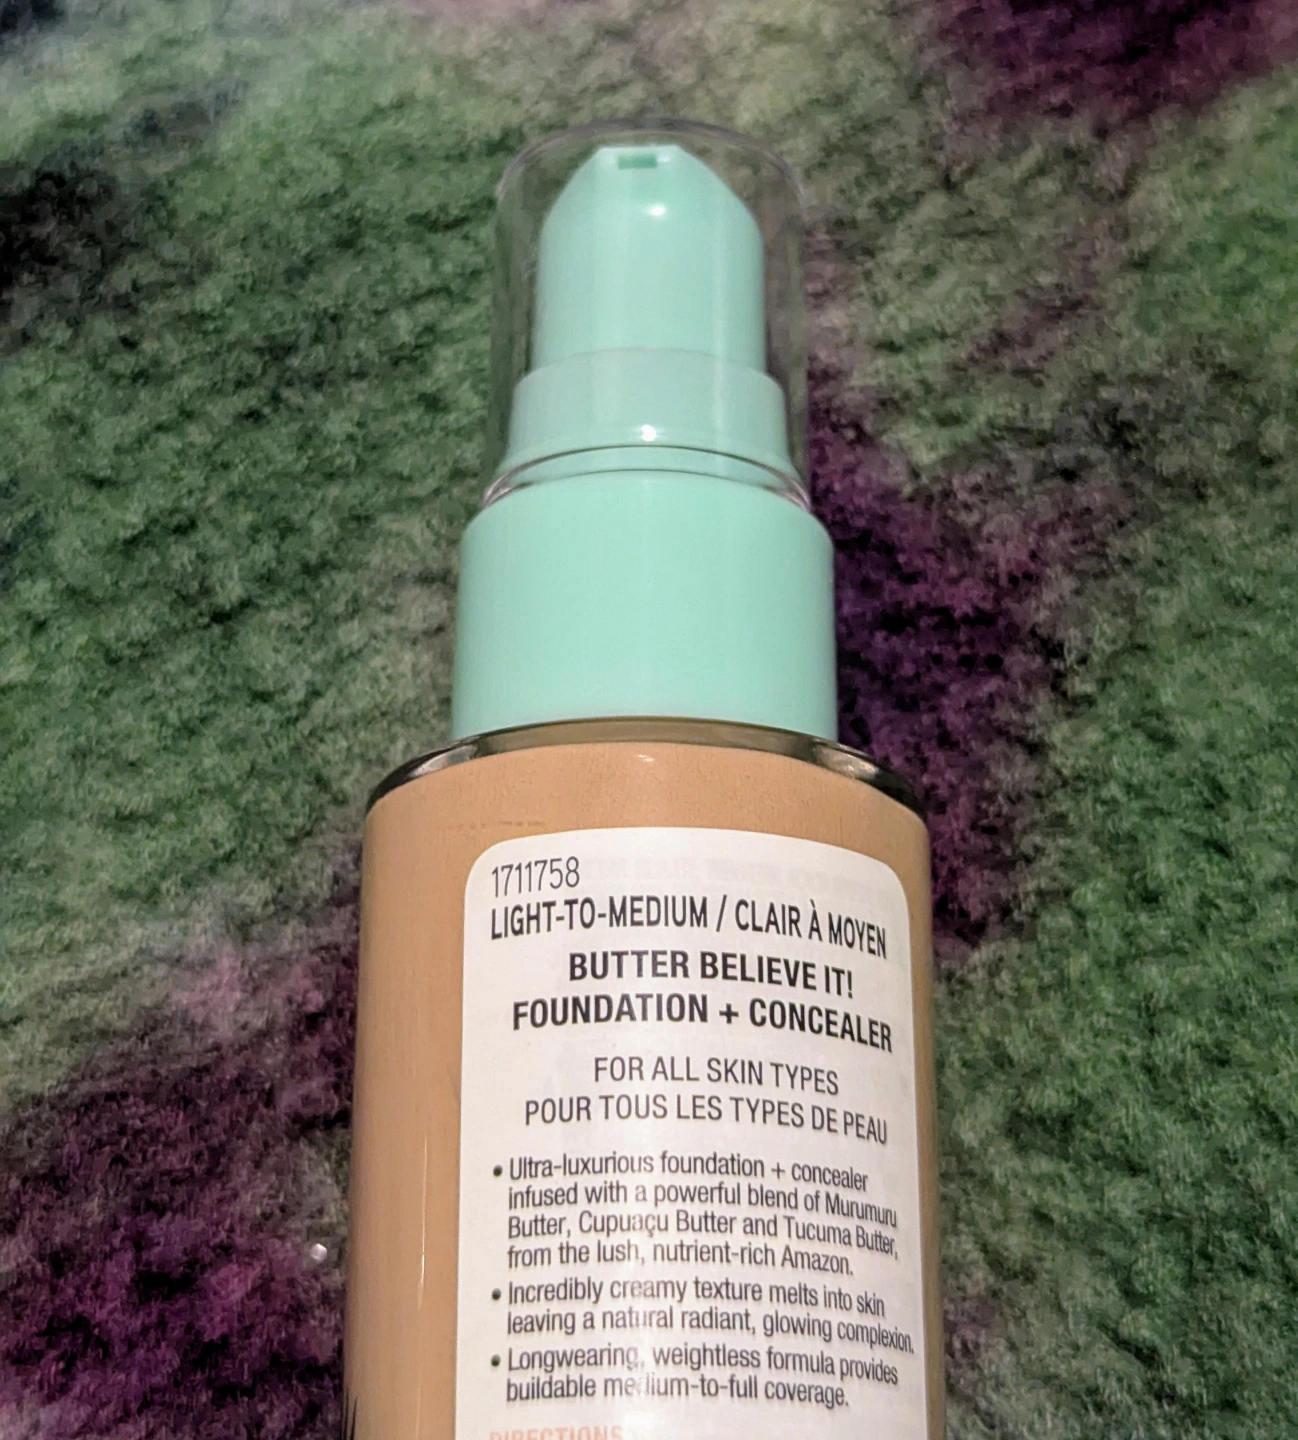 1711758
LIGHT-TO-MEDIUM / CLAIR À MOYEN
BUTTER BELIEVE IT!
FOUNDATION + CONCEALER
FOR ALL SKIN TYPES
POUR TOUS LES TYPES DE PEAU
• Ultra-luxurious foundation + concealer
infused with a powerful blend of Murumuru
Butter, Cupuaçu Butter and Tucuma Butter,
from the lush, nutrient-rich Amazon.
• Incredibly creamy texture melts into skin
leaving a natural radiant, glowing complexion.
• Longwearing, weightless formula provides
buildable medium-to-full coverage.
DIRECTIONS